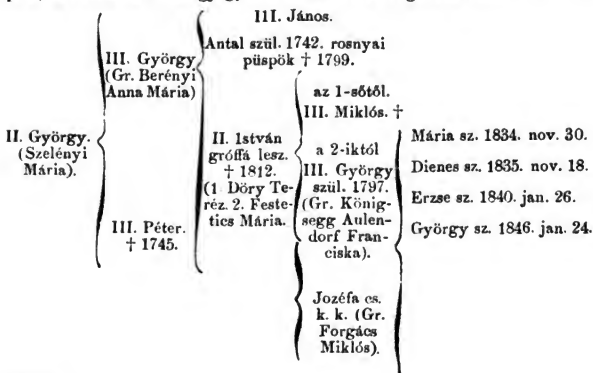 II. György.
(Szelényi
Mária).
III. György
(Gr. Berényi
Anna Mária)
III. Péter.
† 1745.
III. János.
Antal szül. 1742. rosnyai
püspök † 1799.
II. István
gróffá lesz.
† 1812.
(1 Dőry Te-
réz. 2. Feste-
tics Mária.
az 1-sőtől.
III. Miklós. †
a 2-iktól
III. György
szül. 1797.
(Gr. König-
segg Aulen-
dorf Fran-
ciska).
Jozéfa cs.
k. k. (Gr.
Forgács
Miklós).
Mária sz. 1834. nov. 30.
Dienes sz. 1835. nov. 18.
Erzse sz. 1840. jan. 26.
György sz. 1846. jan. 24.